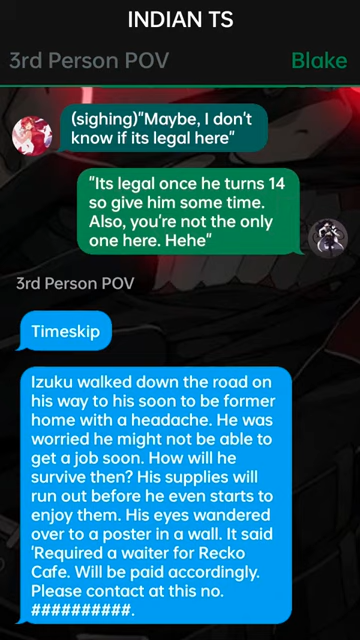 INDIAN TS
3rd Person POV
Blake
(sighing)"Maybe, I don't
know if its legal here"
"Its legal once he turns 14
so give him some time.
Also, you're not the only
one here. Hehe"
3rd Person POV
Timeskip
Izuku walked down the road on
his way to his soon to be former
home with a headache. He was
worried he might not be able to
get a job soon. How will he
survive then? His supplies will
run out before he even starts to
enjoy them. His eyes wandered
over to a poster in a wall. It said
'Required a waiter for Recko
Cafe. Will be paid accordingly.
Please contact at this no.
##########.